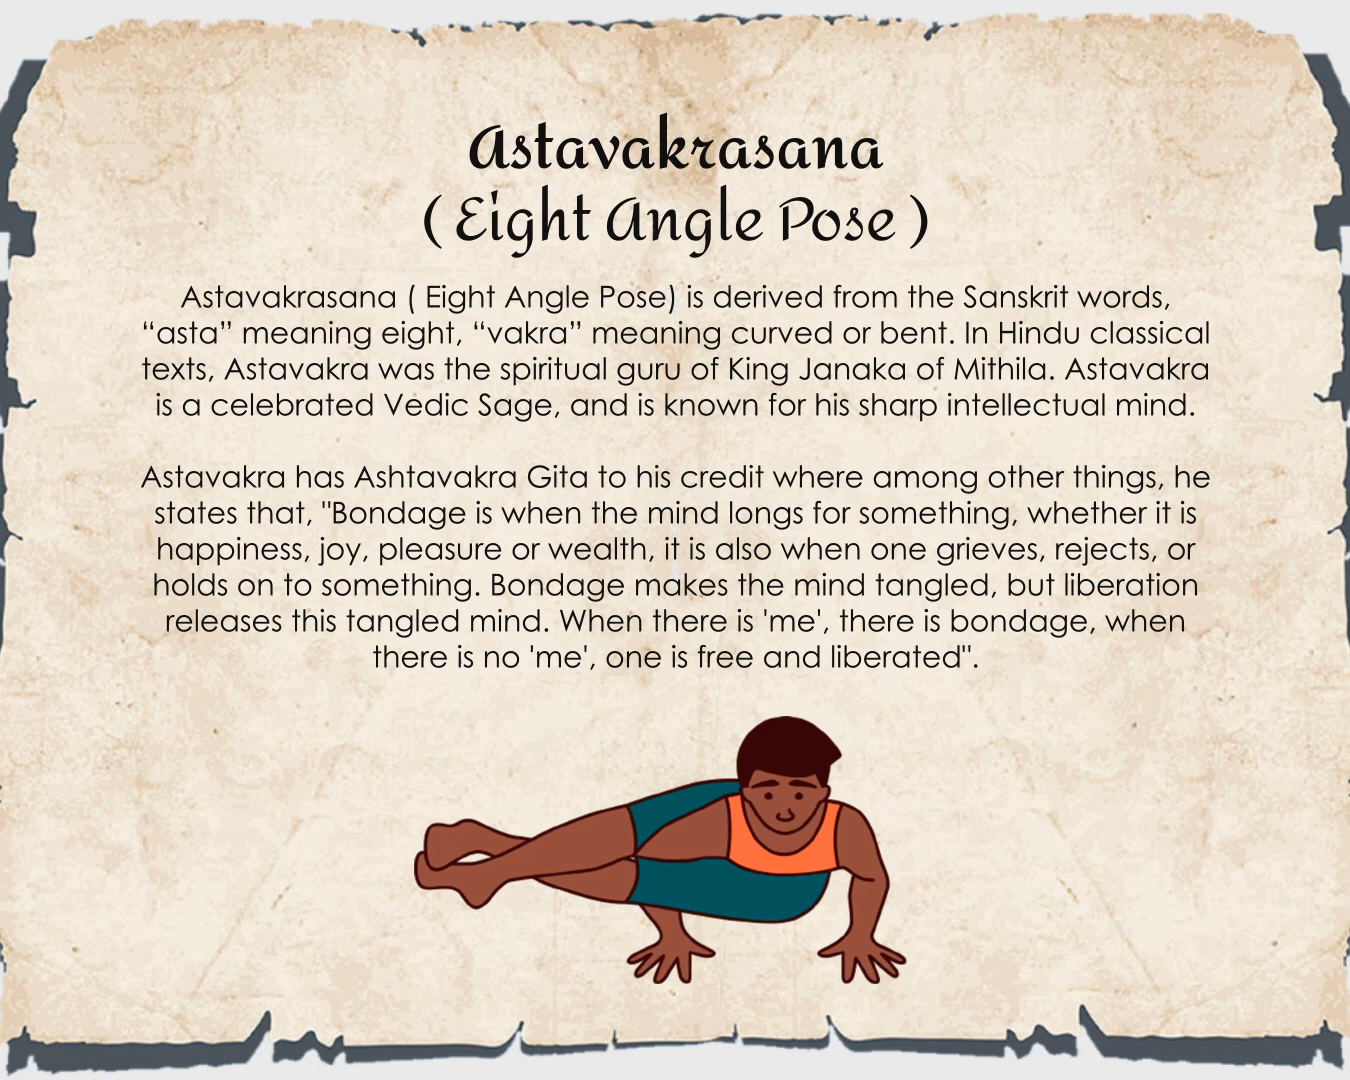 Astavakrasana
( Eight Angle Pose )
Astavakrasana ( Eight Angle Pose) is derived from the Sanskrit words,
“asta” meaning eight, “vakra” meaning curved or bent. In Hindu classical
texts, Astavakra was the spiritual guru of King Janaka of Mithila. Astavakra
is a celebrated Vedic Sage, and is known for his sharp intellectual mind.
Astavakra has Ashtavakra Gita to his credit where among other things, he
states that, "Bondage is when the mind longs for something, whether it is
happiness, joy, pleasure or wealth, it is also when one grieves, rejects, or
holds on to something. Bondage makes the mind tangled, but liberation
releases this tangled mind. When there is 'me', there is bondage, when
there is no 'me', one is free and liberated".